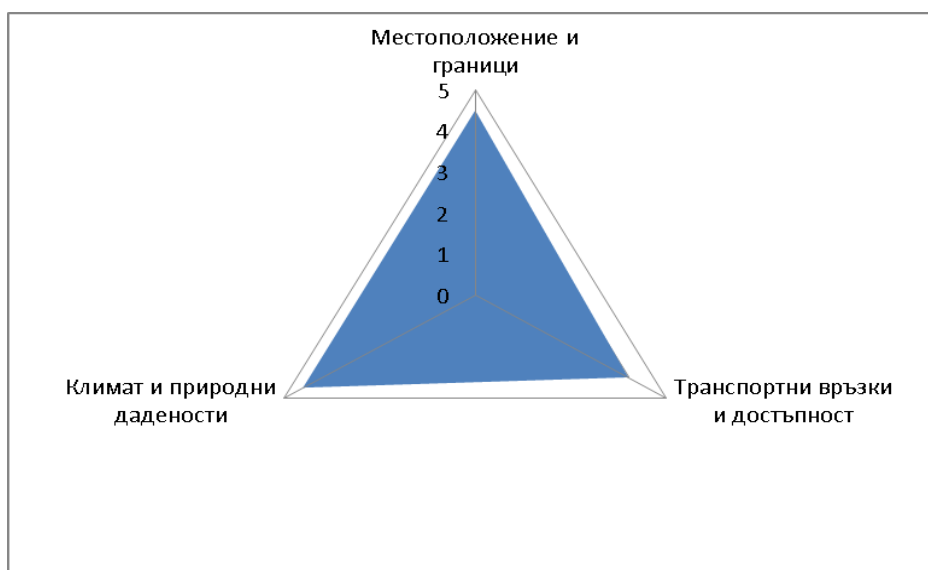 Местоположение и
граници
5
4
3
2
1
0
Климат и природни
дадености
Транспортни връзки
и достъпност